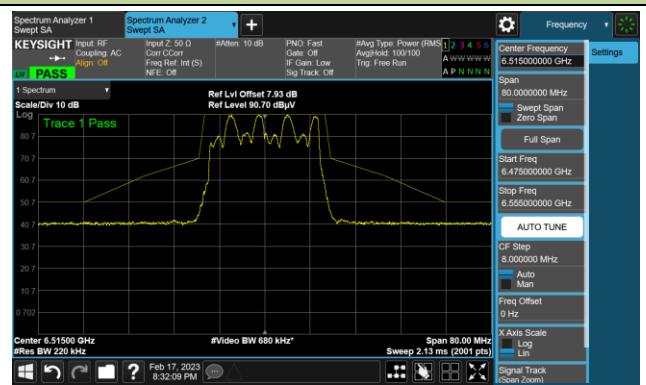 Spectrum Analyzer 1
Swept SA
Spectrum Analyzer 2
Swept SA
Frequency
KEYSIGHT
Input: RF
Coupling: AC
Align: Off
Input Z: 50 Ω
Corr CCorr
Freq Ref: Int (S)
NFE: Off
#Atten: 10 dB
PNO: Fast
Gate: Off
IF Gain: Low
Sig Track: Off
#Avg Type: Power (RMS)
Avg|Hold: 100/100
Trig: Free Run
1 2 3 4 5 6
A W W W W W
A P N N N N
LW PASS
1 Spectrum
Scale/Div 10 dB
Log
Ref Lvl Offset 7.93 dB
Ref Level 90.70 dBµV
Trace 1 Pass
80.7
70.7
60.7
50.7
40.7
30.7
20.7
10.7
0.702
Center 6.51500 GHz
#Res BW 220 kHz
#Video BW 680 kHz*
Span 80.00 MHz
Sweep 2.13 ms (2001 pts)
Feb 17, 2023
8:32:09 PM
Center Frequency
6.515000000 GHz
Settings
Span
80.0000000 MHz
Swept Span
Zero Span
Full Span
Start Freq
6.475000000 GHz
Stop Freq
6.555000000 GHz
AUTO TUNE
CF Step
8.000000 MHz
Auto
Man
Freq Offset
0 Hz
X Axis Scale
Log
Lin
Signal Track
(Span Zoom)